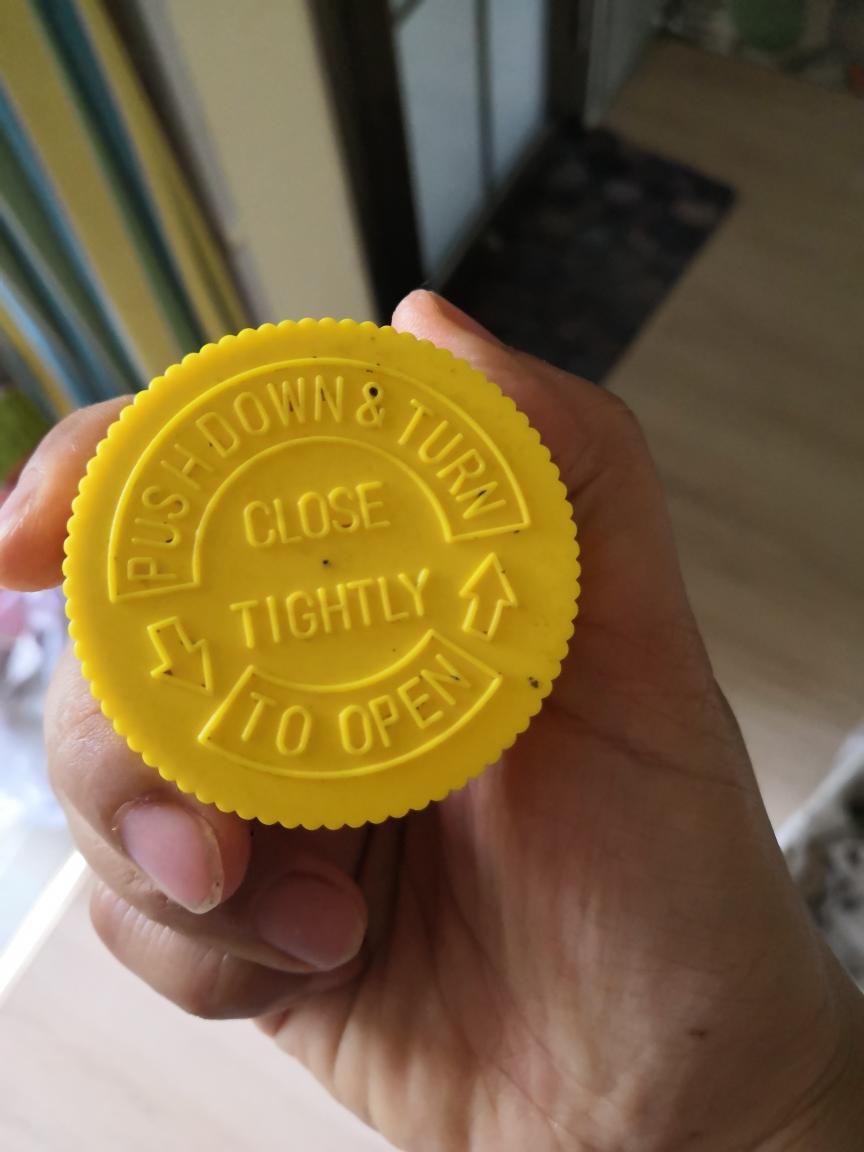 PUSH DOWN & TURN
CLOSE
TIGHTLY
TO OPEN